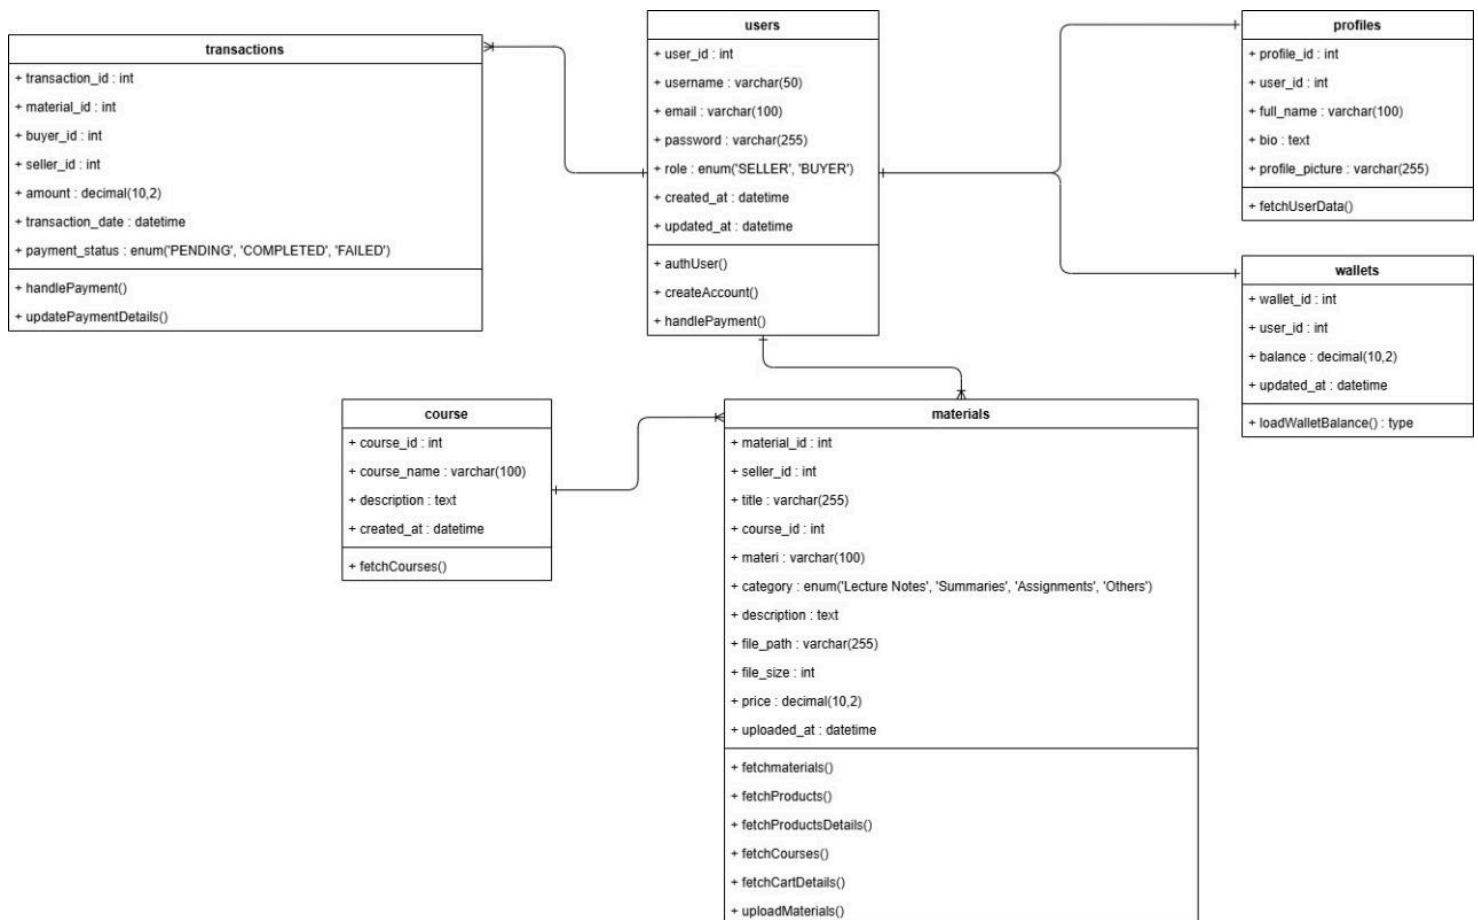 transactions
+ transaction_id : int
+ material_id : int
+ buyer_id : int
+ seller_id : int
+ amount : decimal(10,2)
+ transaction_date : datetime
+ payment_status : enum('PENDING', 'COMPLETED', 'FAILED')
+ handlePayment()
+ updatePaymentDetails()
users
+ user_id : int
+ username : varchar(50)
+ email : varchar(100)
+ password : varchar(255)
+ role : enum('SELLER', 'BUYER')
+ created_at : datetime
+ updated_at : datetime
+ authUser()
+ createAccount()
+ handlePayment()
profiles
+ profile_id : int
+ user_id : int
+ full_name : varchar(100)
+ bio : text
+ profile_picture : varchar(255)
+ fetchUserData()
wallets
+ wallet_id : int
+ user_id : int
+ balance : decimal(10,2)
+ updated_at : datetime
+ loadWalletBalance() : type
course
+ course_id : int
+ course_name : varchar(100)
+ description : text
+ created_at : datetime
+ fetchCourses()
materials
+ material_id : int
+ seller_id : int
+ title : varchar(255)
+ course_id : int
+ materi : varchar(100)
+ category : enum('Lecture Notes', 'Summaries', 'Assignments', 'Others')
+ description : text
+ file_path : varchar(255)
+ file_size : int
+ price : decimal(10,2)
+ uploaded_at : datetime
+ fetchmaterials()
+ fetchProducts()
+ fetchProductsDetails()
+ fetchCourses()
+ fetchCartDetails()
+ uploadMaterials()